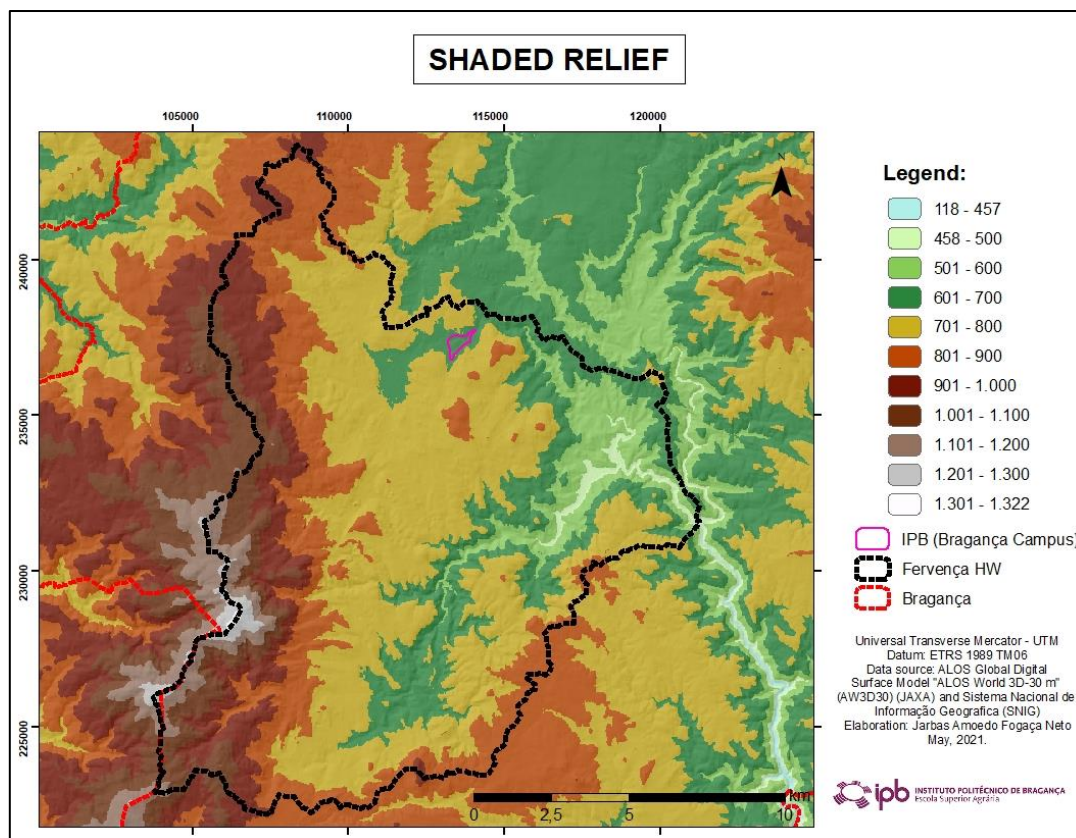 SHADED RELIEF
105000
110000
115000
120000
N
240000
235000
230000
225000
0
2,5
5
10
km
Legend:
118 - 457
458 - 500
501 - 600
601 - 700
701 - 800
801 - 900
901 - 1.000
1.001 - 1.100
1.101 - 1.200
1.201 - 1.300
1.301 - 1.322
IPB (Bragança Campus)
Fervença HW
Bragança
Universal Transverse Mercator - UTM
Datum: ETRS 1989 TM06
Data source: ALOS Global Digital
Surface Model "ALOS World 3D-30 m"
(AW3D30) (JAXA) and Sistema Nacional de
Informação Geografica (SNIG)
Elaboration: Jarbas Amoedo Fogaça Neto
May, 2021.
ipb INSTITUTO POLITÉCNICO DE BRAGANÇA
Escola Superior Agrária